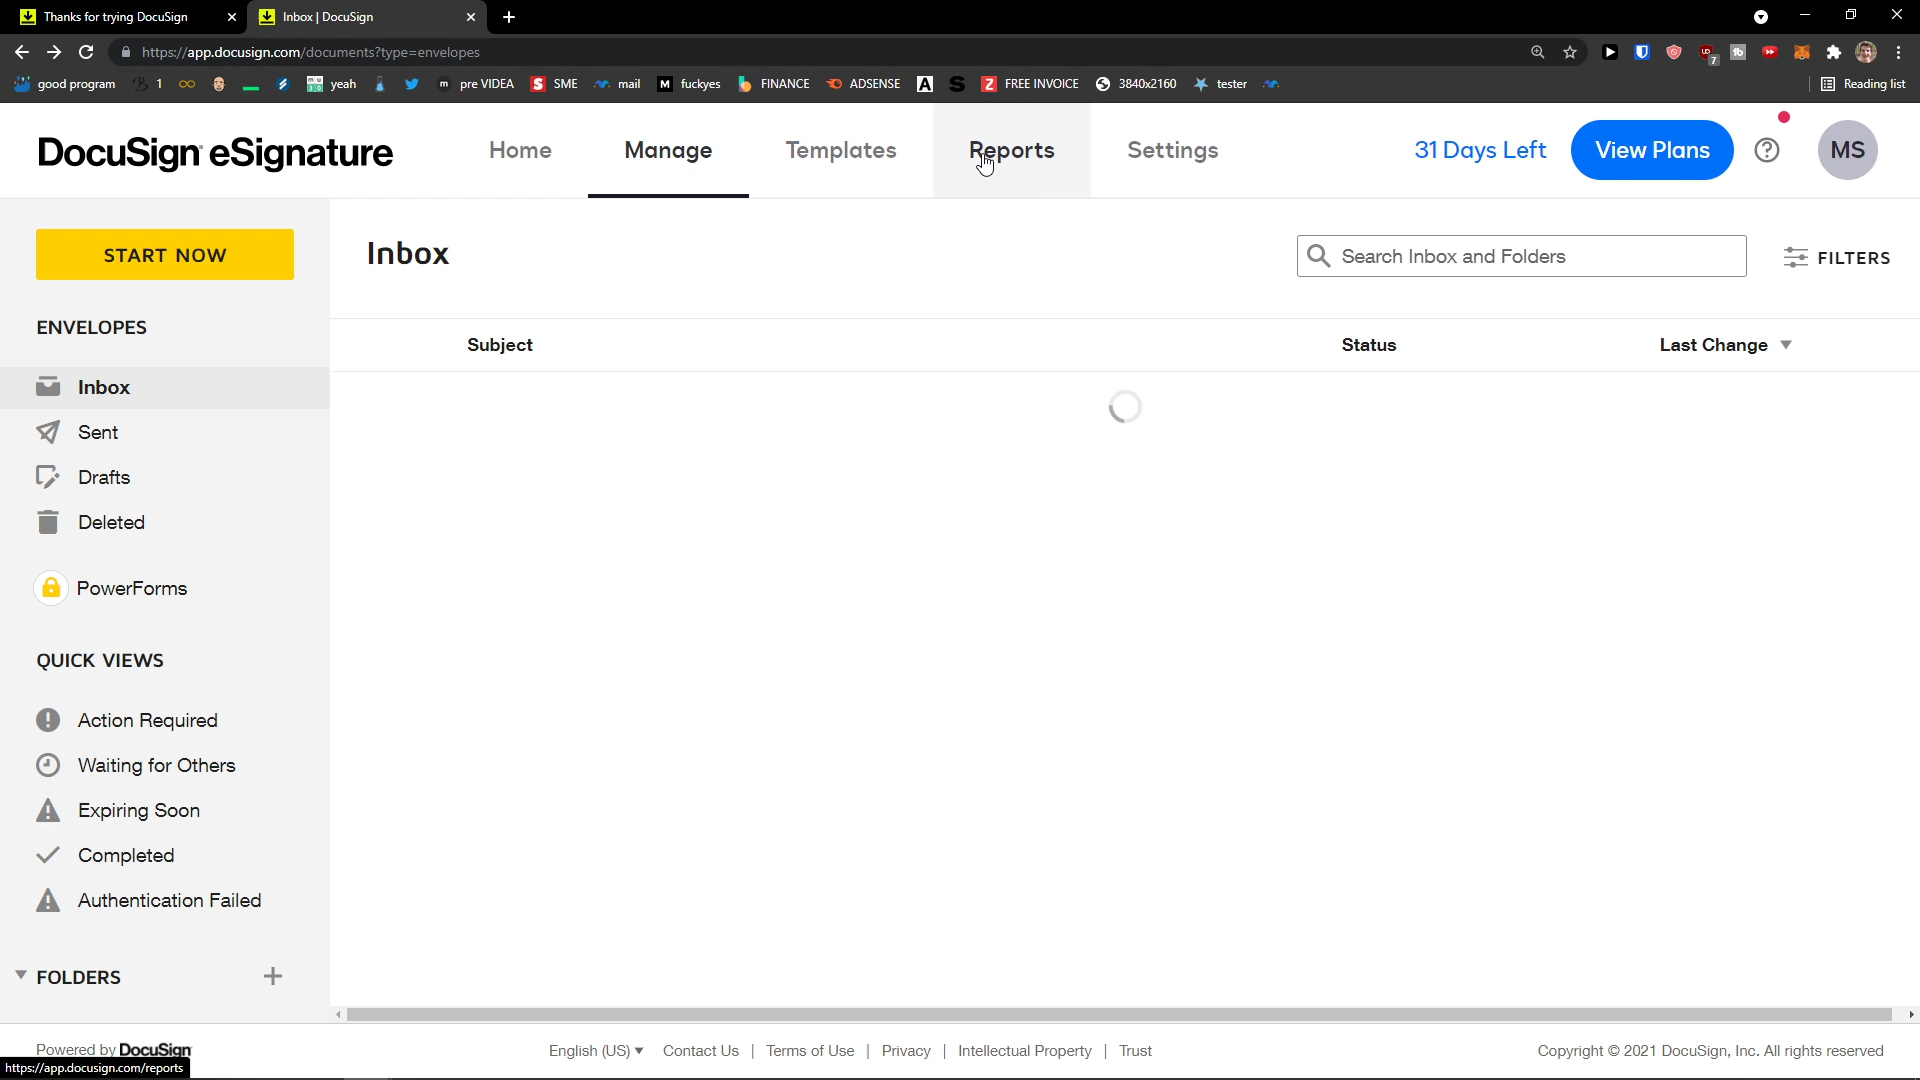 Thanks for trying DocuSign
Inbox | DocuSign
https://app.docusign.com/documents?type=envelopes
7
good program
1
yeah
pre VIDEA
SME
mail
fuckyes
FINANCE
ADSENSE
FREE INVOICE
3840x2160
tester
Reading list
DocuSign eSignature
Home
Manage
Templates
Reports
Settings
31 Days Left
View Plans
MS
START NOW
Inbox
Search Inbox and Folders
FILTERS
ENVELOPES
Subject
Status
Last Change
Inbox
Sent
Drafts
Deleted
PowerForms
QUICK VIEWS
Action Required
Waiting for Others
Expiring Soon
Completed
Authentication Failed
FOLDERS
Powered by DocuSign
English (US)
Contact Us
Terms of Use
Privacy
Intellectual Property
Trust
Copyright © 2021 DocuSign, Inc. All rights reserved
https://app.docusign.com/reports